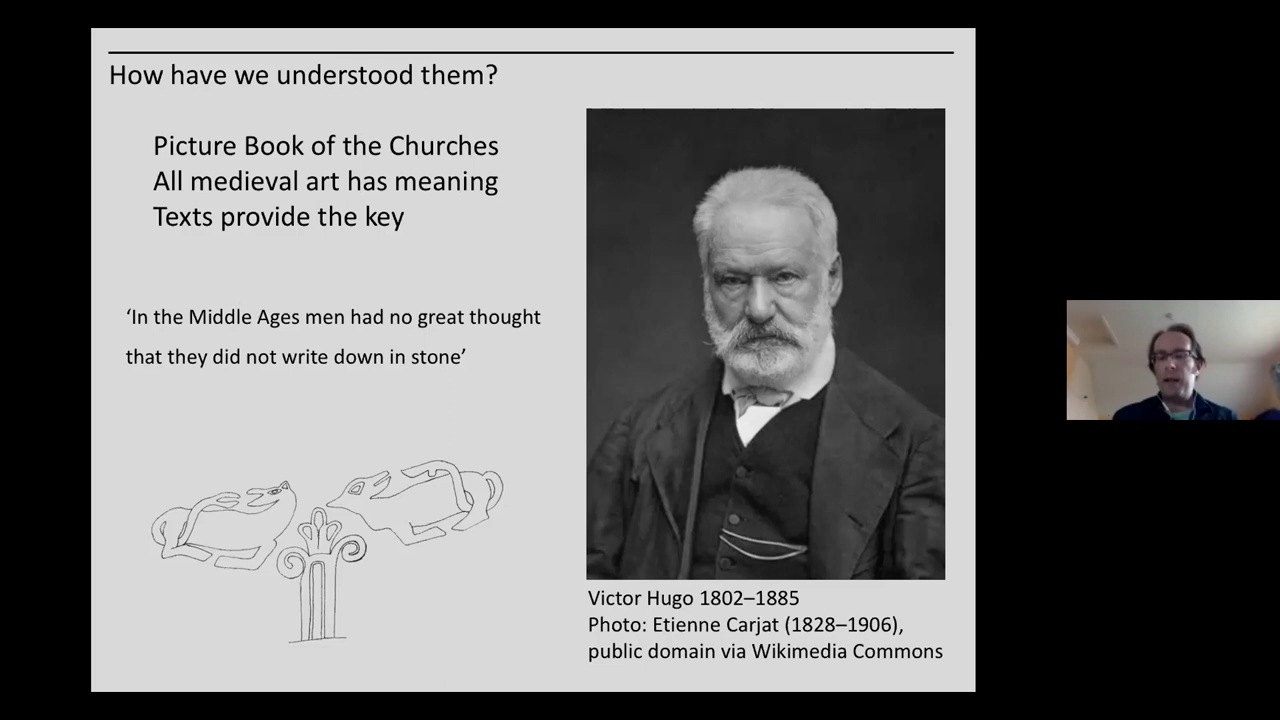 How have we understood them?
Picture Book of the Churches
All medieval art has meaning
Texts provide the key
‘In the Middle Ages men had no great thought
that they did not write down in stone’
Victor Hugo 1802–1885
Photo: Etienne Carjat (1828–1906),
public domain via Wikimedia Commons